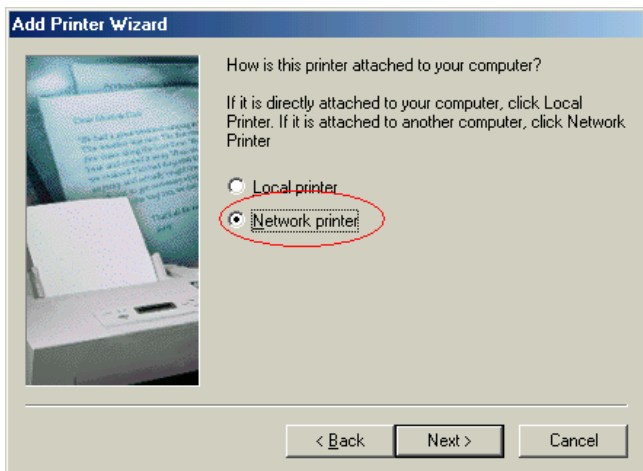 Add Printer Wizard
How is this printer attached to your computer?
If it is directly attached to your computer, click Local
Printer. If it is attached to another computer, click Network
Printer
Local printer
Network printer
< Back
Next >
Cancel